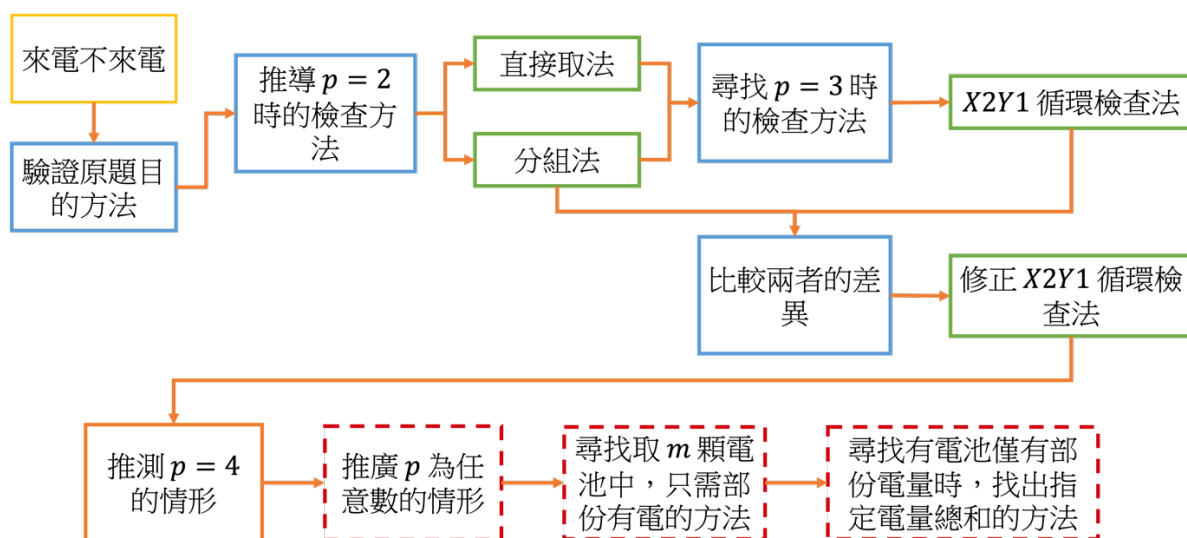 來電不來電
驗證原題目
的方法
推導 p = 2
時的檢查方
法
直接取法
分組法
尋找 p = 3 時
的檢查方法
X2Y1 循環檢查法
比較兩者的差
異
修正 X2Y1 循環檢
查法
推測 p = 4
的情形
推廣 p 為任
意數的情形
尋找取 m 顆電
池中，只需部
份有電的方法
尋找有電池僅有部
份電量時，找出指
定電量總和的方法